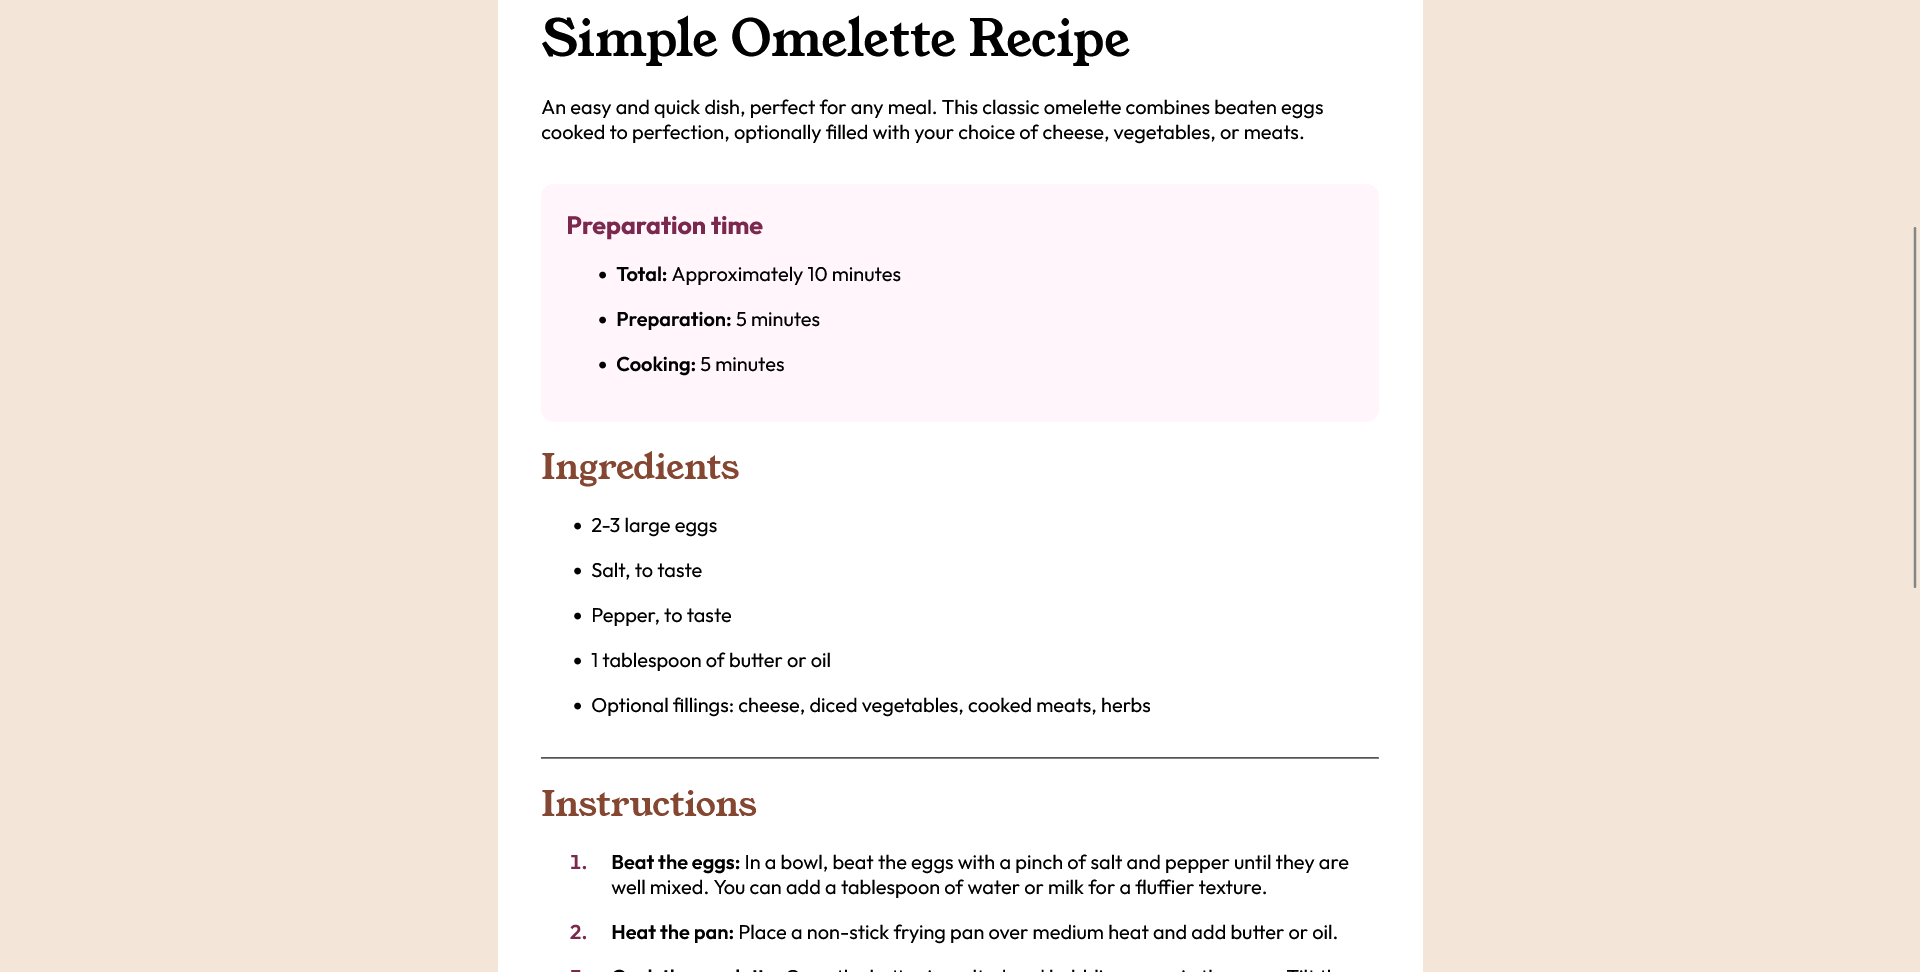 Simple Omelette Recipe
An easy and quick dish, perfect for any meal. This classic omelette combines beaten eggs
cooked to perfection, optionally filled with your choice of cheese, vegetables, or meats.
Preparation time
• Total: Approximately 10 minutes
• Preparation: 5 minutes
• Cooking: 5 minutes
Ingredients
• 2-3 large eggs
• Salt, to taste
• Pepper, to taste
• 1 tablespoon of butter or oil
• Optional fillings: cheese, diced vegetables, cooked meats, herbs
Instructions
1. Beat the eggs: In a bowl, beat the eggs with a pinch of salt and pepper until they are
well mixed. You can add a tablespoon of water or milk for a fluffier texture.
2. Heat the pan: Place a non-stick frying pan over medium heat and add butter or oil.